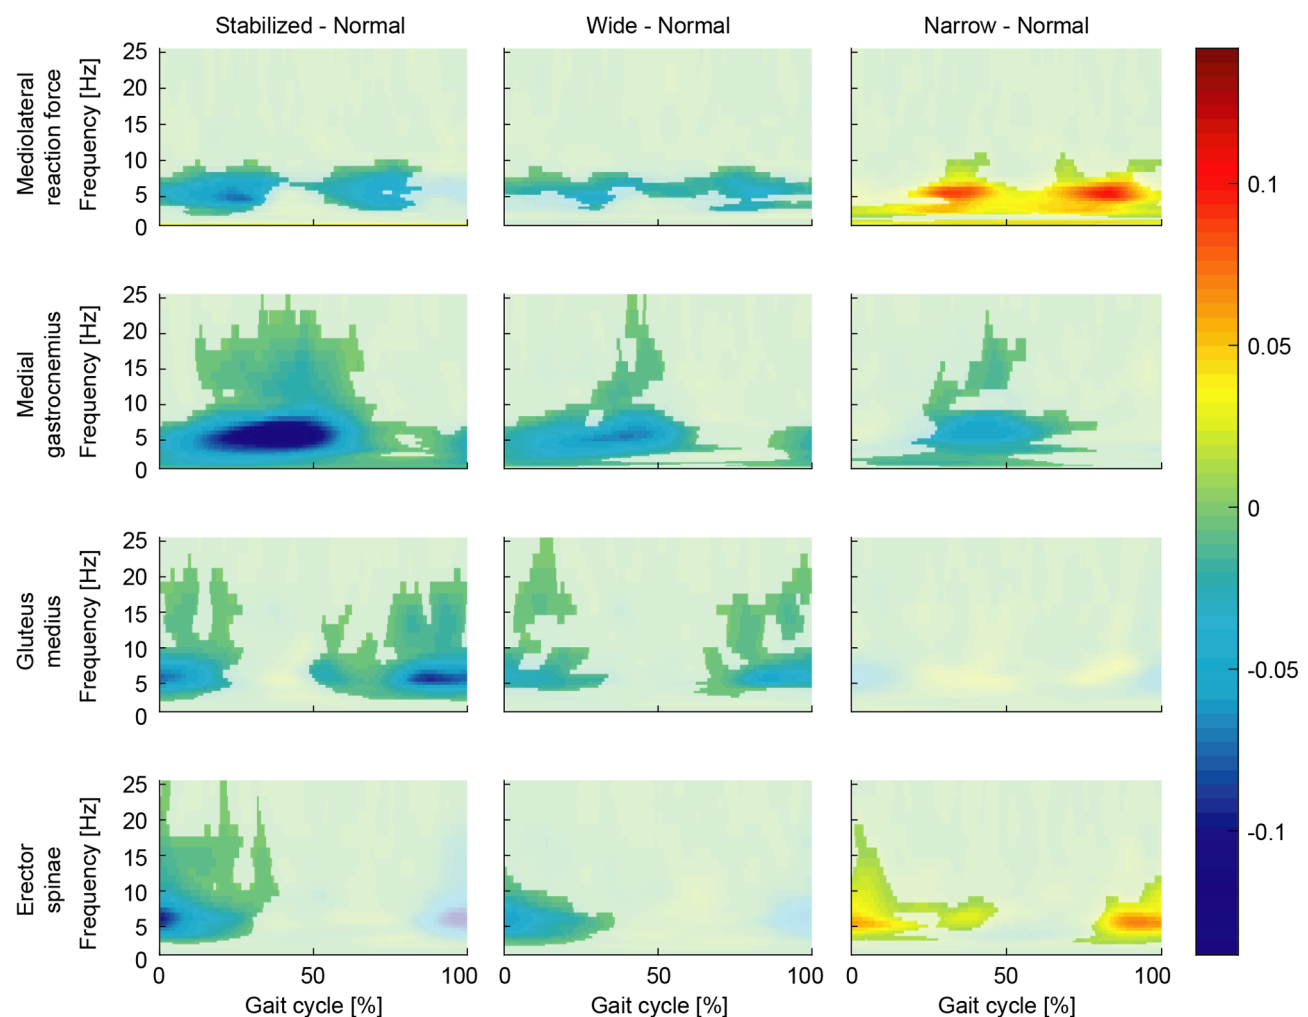 Stabilized - Normal
Wide - Normal
Narrow - Normal
Mediolateral
reaction force
Frequency [Hz]
25
20
15
10
5
0
Medial
gastrocnemius
Frequency [Hz]
25
20
15
10
5
0
Gluteus
medius
Frequency [Hz]
25
20
15
10
5
0
Erector
spinae
Frequency [Hz]
25
20
15
10
5
0
0
50
100
0
50
100
0
50
100
Gait cycle [%]
Gait cycle [%]
Gait cycle [%]
0.1
0.05
0
-0.05
-0.1